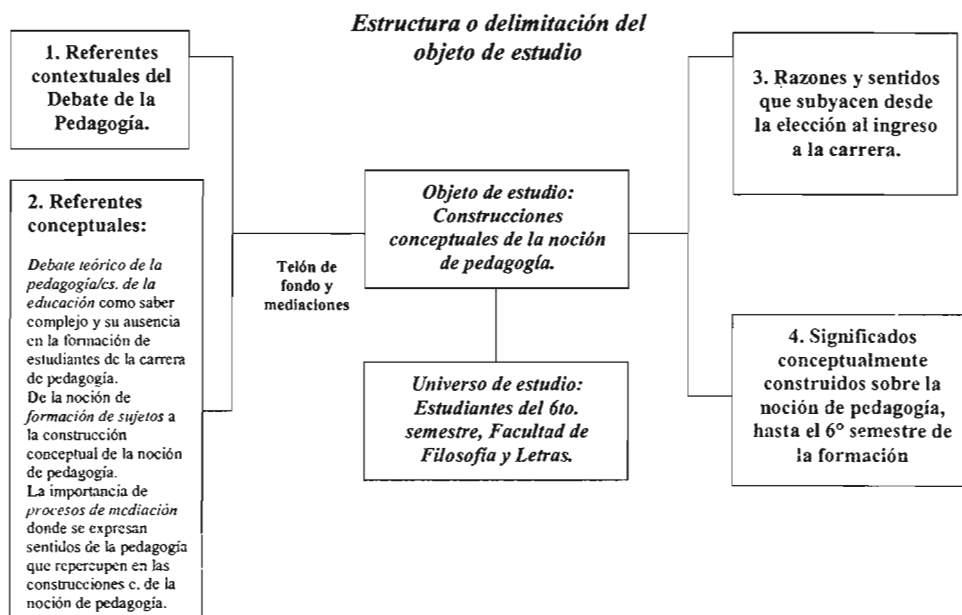 Estructura o delimitación del
objeto de estudio
1. Referentes
contextuales del
Debate de la
Pedagogía.
2. Referentes
conceptuales:
Debate teórico de la
pedagogía/cs. de la
educación como saber
complejo y su ausencia
en la formación de
estudiantes de la carrera
de pedagogía.
De la noción de
formación de sujetos a
la construcción
conceptual de la noción
de pedagogía.
La importancia de
procesos de mediación
donde se expresan
sentidos de la pedagogía
que repercupen en las
construcciones c. de la
noción de pedagogía.
Telón de
fondo y
mediaciones
Objeto de estudio:
Construcciones
conceptuales de la noción
de pedagogía.
Universo de estudio:
Estudiantes del 6to.
semestre, Facultad de
Filosofía y Letras.
3. Razones y sentidos
que subyacen desde
la elección al ingreso
a la carrera.
4. Significados
conceptualmente
construidos sobre la
noción de pedagogía,
hasta el 6° semestre de
la formación